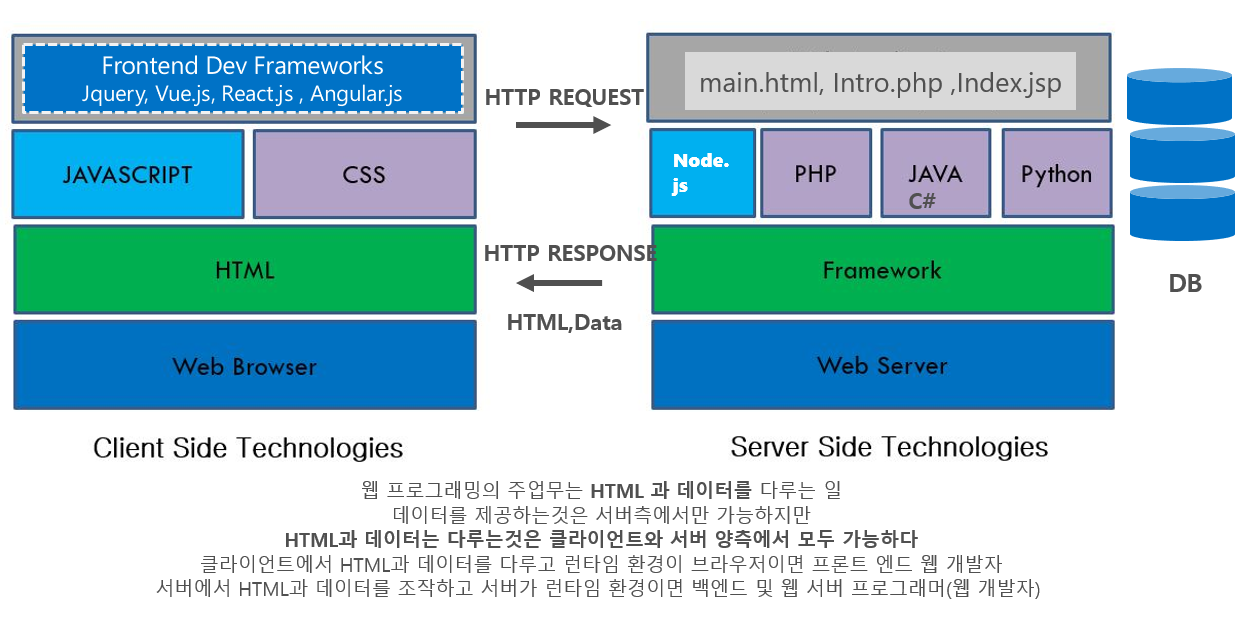 Frontend Dev Frameworks
Jquery, Vue.js, React.js , Angular.js
JAVASCRIPT
CSS
HTML
Web Browser
Client Side Technologies
HTTP REQUEST
HTTP RESPONSE
HTML,Data
main.html, Intro.php ,Index.jsp
Node.
js
PHP
JAVA
C#
Python
Framework
Web Server
Server Side Technologies
DB
웹 프로그래밍의 주업무는 HTML 과 데이터를 다루는 일
데이터를 제공하는것은 서버측에서만 가능하지만
HTML과 데이터는 다루는것은 클라이언트와 서버 양측에서 모두 가능하다
클라이언트에서 HTML과 데이터를 다루고 런타임 환경이 브라우저이면 프론트 엔드 웹 개발자
서버에서 HTML과 데이터를 조작하고 서버가 런타임 환경이면 백엔드 및 웹 서버 프로그래머(웹 개발자)